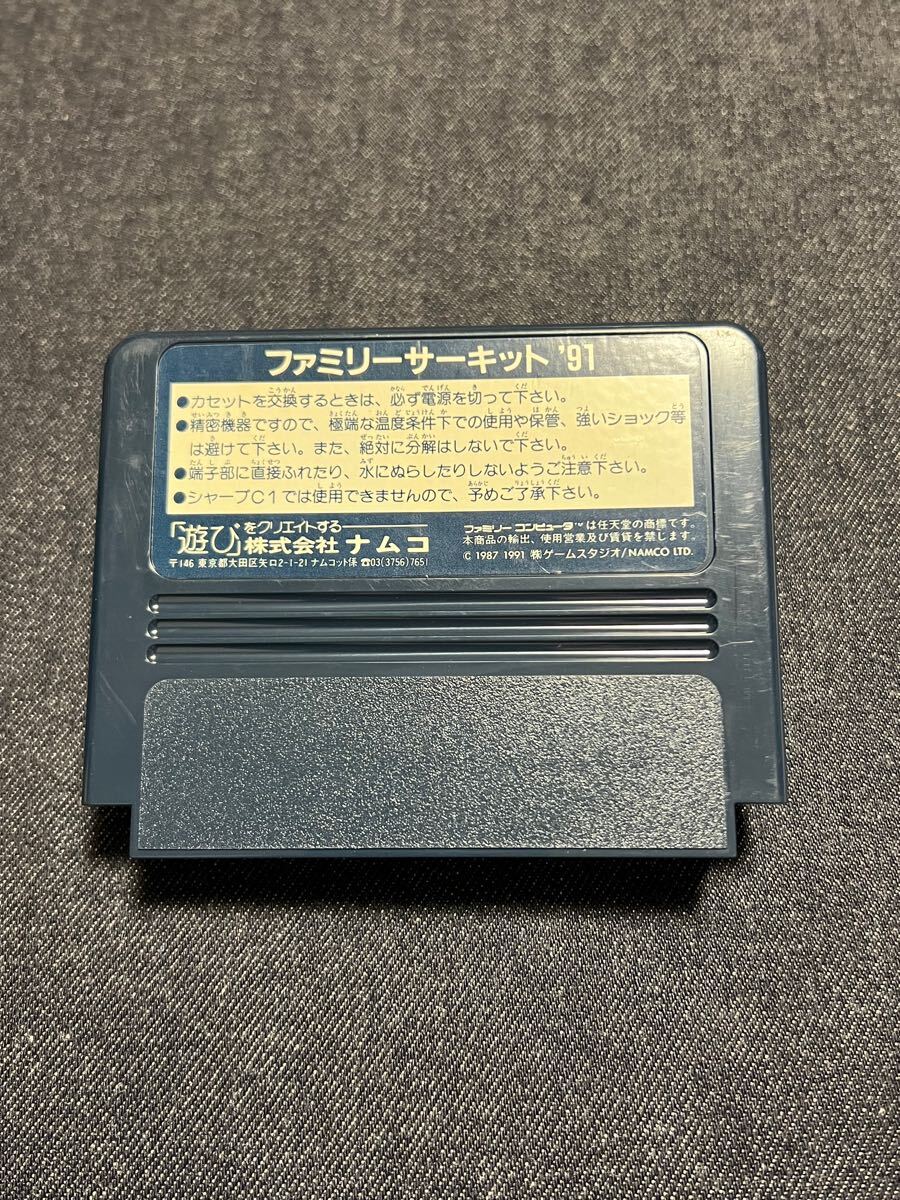 ファミリーサーキット '91
●カセットを交換するときは、必ず電源を切って下さい。
●精密機器ですので、極端な温度条件下での使用や保管、強いショック等
は避けて下さい。また、絶対に分解はしないで下さい。
●端子部に直接ふれたり、水にぬらしたりしないようご注意下さい。
●シャープC1では使用できませんので、予めご了承下さい。
「遊び」をクリエイトする
株式会社 ナムコ
〒146 東京都大田区矢口2-1-21 ナムコット係 ☎03(3756)7651
ファミリーコンピュータ™は任天堂の商標です。
本商品の輸出、使用営業及び賃貸を禁じます。
© 1987 1991 ㈱ゲームスタジオ/NAMCO LTD.